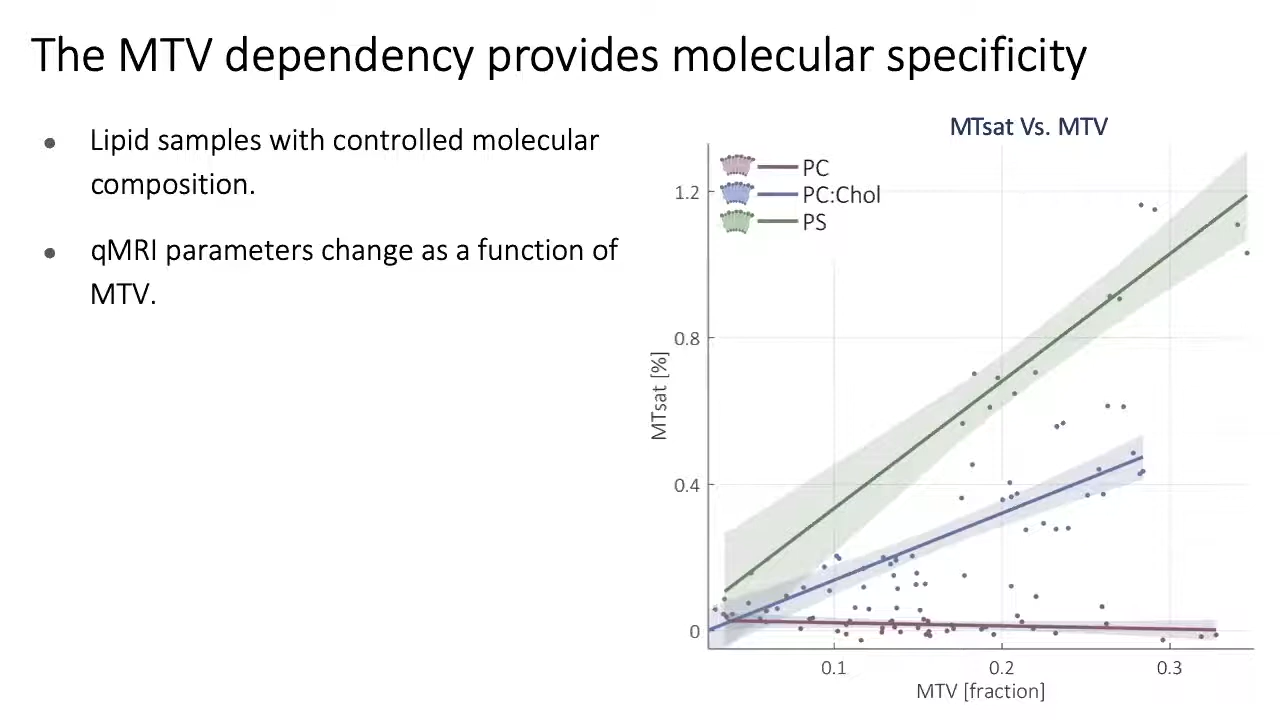 The MTV dependency provides molecular specificity
● Lipid samples with controlled molecular
composition.
● qMRI parameters change as a function of
MTV.
MTsat Vs. MTV
PC
PC:Chol
PS
1.2
0.8
0.4
0
MTsat [%]
0.1 0.2 0.3
MTV [fraction]